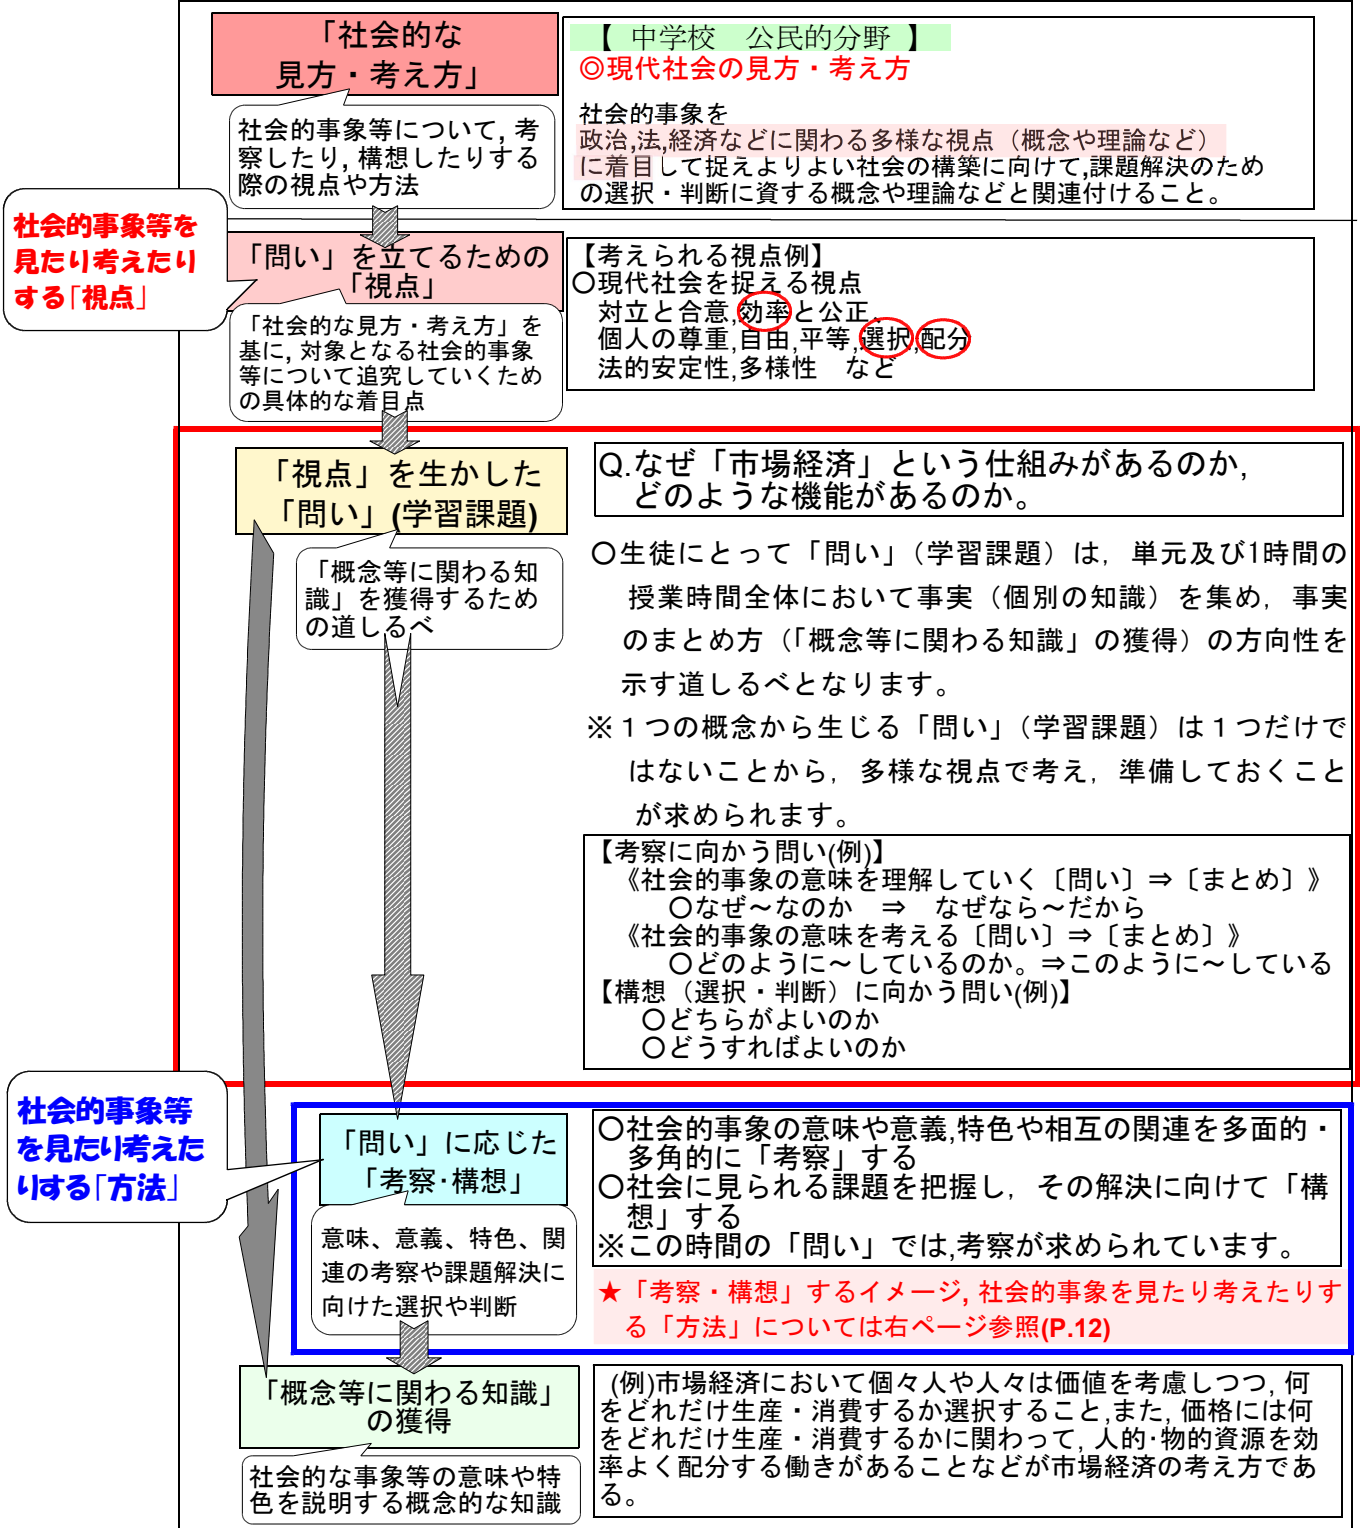 「社会的な
見方・考え方」
社会的事象等について, 考
察したり, 構想したりする
際の視点や方法
【 中学校　公民的分野 】
◎現代社会の見方・考え方
社会的事象を
政治,法,経済などに関わる多様な視点（概念や理論など）
に着目して捉えよりよい社会の構築に向けて,課題解決のため
の選択・判断に資する概念や理論などと関連付けること。
社会的事象等を
見たり考えたり
する「視点」
「問い」を立てるための
「視点」
「社会的な見方・考え方」を
基に, 対象となる社会的事象
等について追究していくため
の具体的な着目点
【考えられる視点例】
〇現代社会を捉える視点
対立と合意,効率と公正、
個人の尊重,自由,平等,選択,配分
法的安定性,多様性　など
「視点」を生かした
「問い」(学習課題)
「概念等に関わる知
識」を獲得するため
の道しるべ
Q.なぜ「市場経済」という仕組みがあるのか,
どのような機能があるのか。
〇生徒にとって「問い」（学習課題）は，単元及び1時間の
授業時間全体において事実（個別の知識）を集め，事実
のまとめ方（「概念等に関わる知識」の獲得）の方向性を
示す道しるべとなります。
※１つの概念から生じる「問い」（学習課題）は１つだけで
はないことから，多様な視点で考え，準備しておくこと
が求められます。
【考察に向かう問い(例)】
《社会的事象の意味を理解していく〔問い〕⇒〔まとめ〕》
〇なぜ～なのか　⇒　なぜなら～だから
《社会的事象の意味を考える〔問い〕⇒〔まとめ〕》
〇どのように～しているのか。⇒このように～している
【構想（選択・判断）に向かう問い(例)】
〇どちらがよいのか
〇どうすればよいのか
社会的事象等
を見たり考えた
りする「方法」
「問い」に応じた
「考察･構想」
意味、意義、特色、関
連の考察や課題解決に
向けた選択や判断
〇社会的事象の意味や意義,特色や相互の関連を多面的・
多角的に「考察」する
〇社会に見られる課題を把握し，その解決に向けて「構
想」する
※この時間の「問い」では,考察が求められています。
★「考察・構想」するイメージ, 社会的事象を見たり考えたりす
る「方法」については右ページ参照(P.12)
「概念等に関わる知識」
の獲得
社会的な事象等の意味や特
色を説明する概念的な知識
(例)市場経済において個々人や人々は価値を考慮しつつ, 何
をどれだけ生産・消費するか選択すること,また, 価格には何
をどれだけ生産・消費するかに関わって, 人的･物的資源を効
率よく配分する働きがあることなどが市場経済の考え方であ
る。